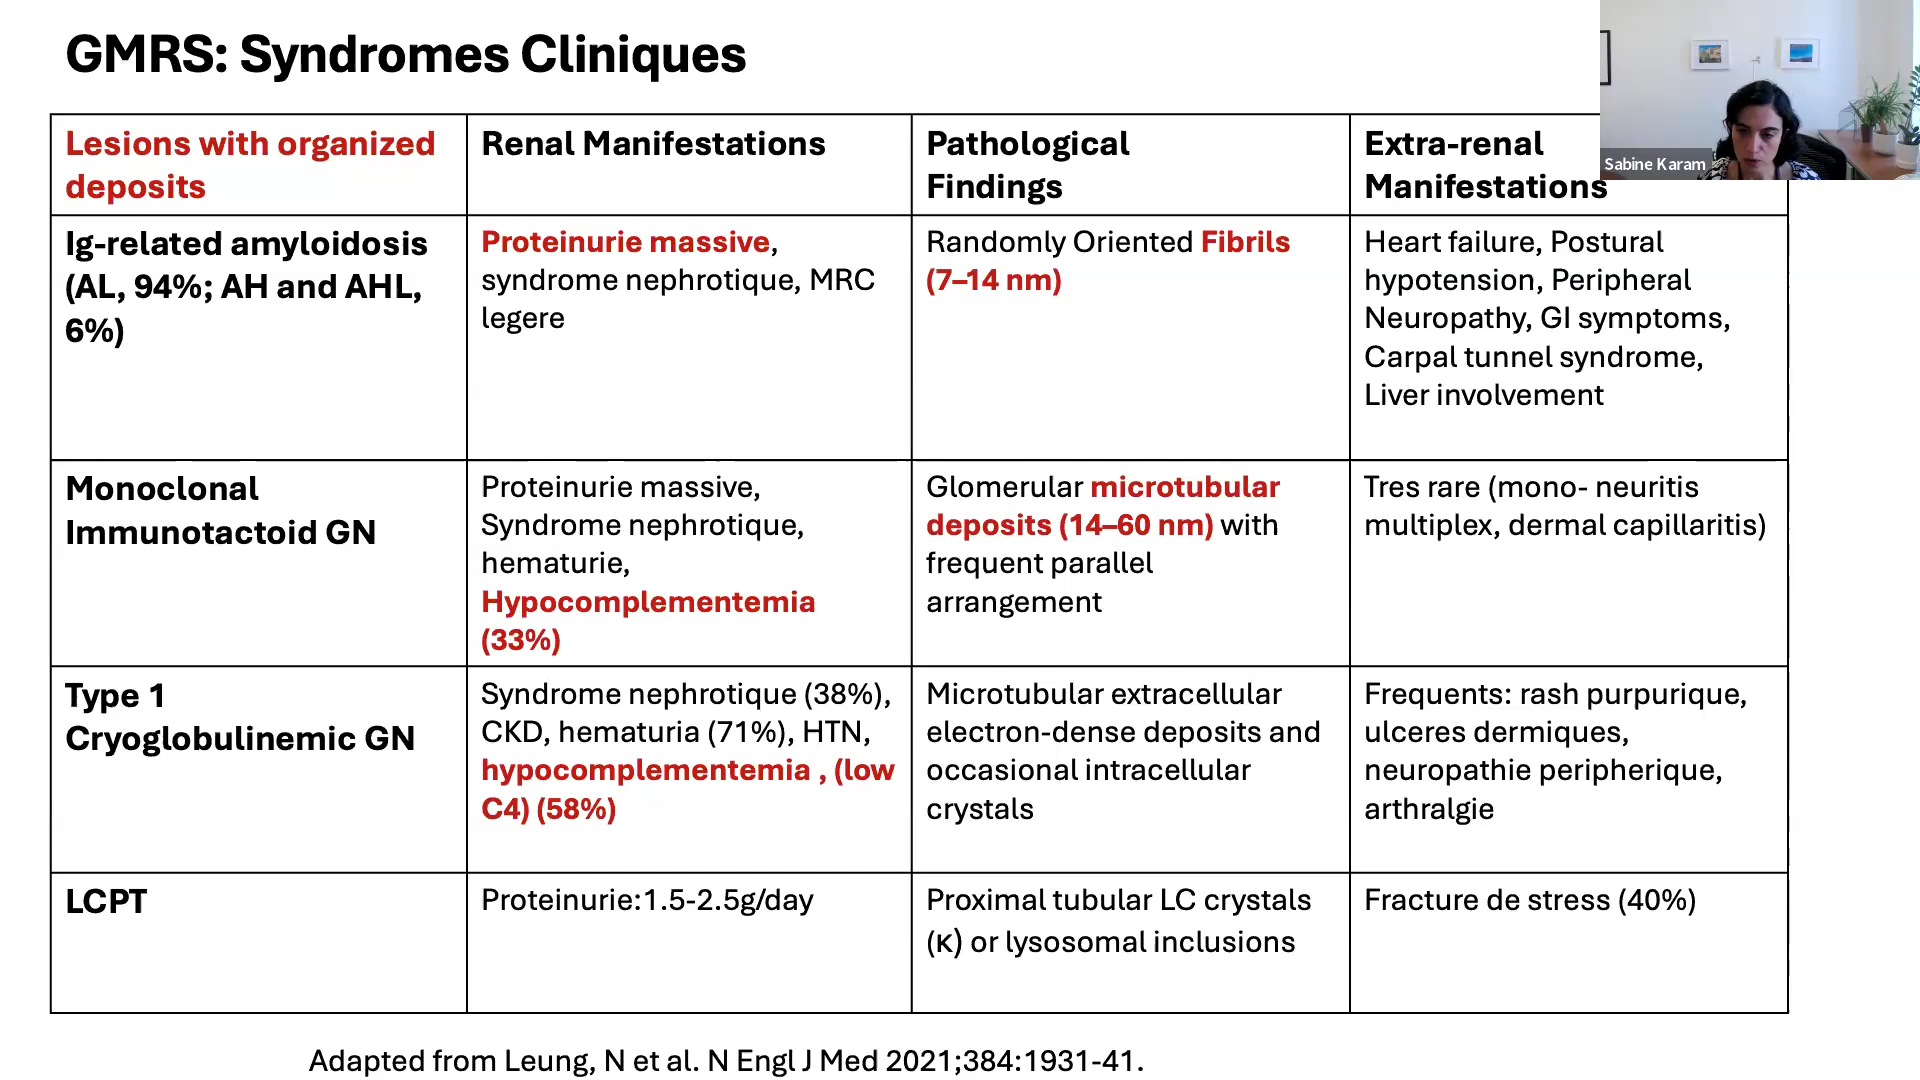 GMRS: Syndromes Cliniques
Sabine Karam
Lesions with organized
deposits
Renal Manifestations
Pathological
Findings
Extra-renal
Manifestations
Ig-related amyloidosis
(AL, 94%; AH and AHL,
6%)
Proteinurie massive,
syndrome nephrotique, MRC
legere
Randomly Oriented Fibrils
(7–14 nm)
Heart failure, Postural
hypotension, Peripheral
Neuropathy, GI symptoms,
Carpal tunnel syndrome,
Liver involvement
Monoclonal
Immunotactoid GN
Proteinurie massive,
Syndrome nephrotique,
hematurie,
Hypocomplementemia
(33%)
Glomerular microtubular
deposits (14–60 nm) with
frequent parallel
arrangement
Tres rare (mono- neuritis
multiplex, dermal capillaritis)
Type 1
Cryoglobulinemic GN
Syndrome nephrotique (38%),
CKD, hematuria (71%), HTN,
hypocomplementemia , (low
C4) (58%)
Microtubular extracellular
electron-dense deposits and
occasional intracellular
crystals
Frequents: rash purpurique,
ulceres dermiques,
neuropathie peripherique,
arthralgie
LCPT
Proteinurie:1.5-2.5g/day
Proximal tubular LC crystals
(κ) or lysosomal inclusions
Fracture de stress (40%)
Adapted from Leung, N et al. N Engl J Med 2021;384:1931-41.